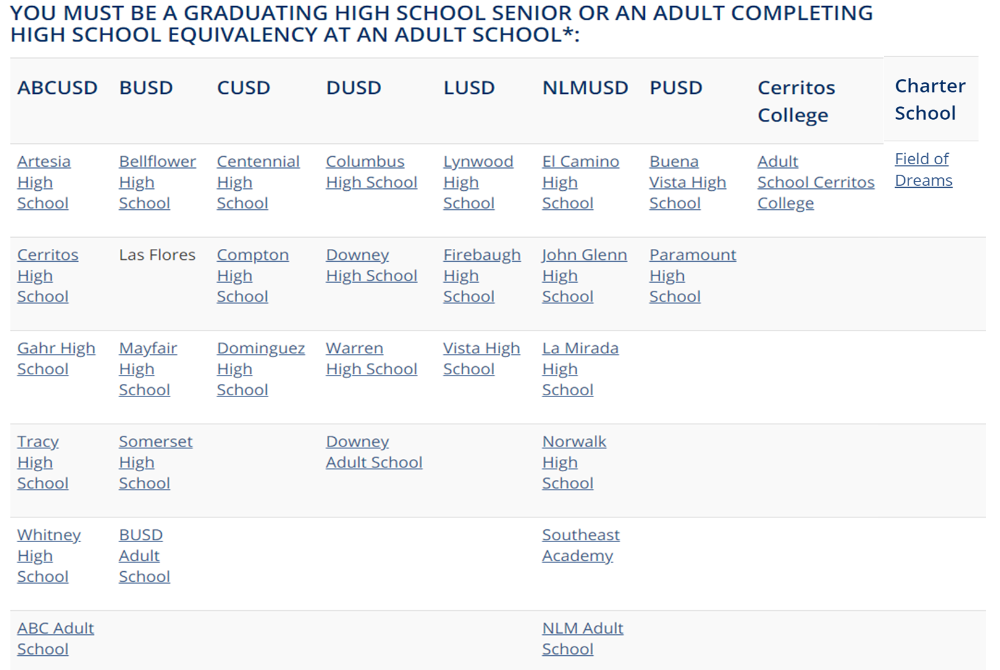 YOU MUST BE A GRADUATING HIGH SCHOOL SENIOR OR AN ADULT COMPLETING
HIGH SCHOOL EQUIVALENCY AT AN ADULT SCHOOL*:
ABCUSD
BUSD
CUSD
DUSD
LUSD
NLMUSD
PUSD
Cerritos
College
Charter
School
Artesia
High
School
Bellflower
High
School
Centennial
High
School
Columbus
High School
Lynwood
High
School
El Camino
High
School
Buena
Vista High
School
Adult
School Cerritos
College
Field of
Dreams
Cerritos
High
School
Las Flores
Compton
High
School
Downey
High School
Firebaugh
High
School
John Glenn
High
School
Paramount
High
School
Gahr High
School
Mayfair
High
School
Dominguez
High
School
Warren
High School
Vista High
School
La Mirada
High
School
Tracy
High
School
Somerset
High
School
Downey
Adult School
Norwalk
High
School
Whitney
High
School
BUSD
Adult
School
Southeast
Academy
ABC Adult
School
NLM Adult
School